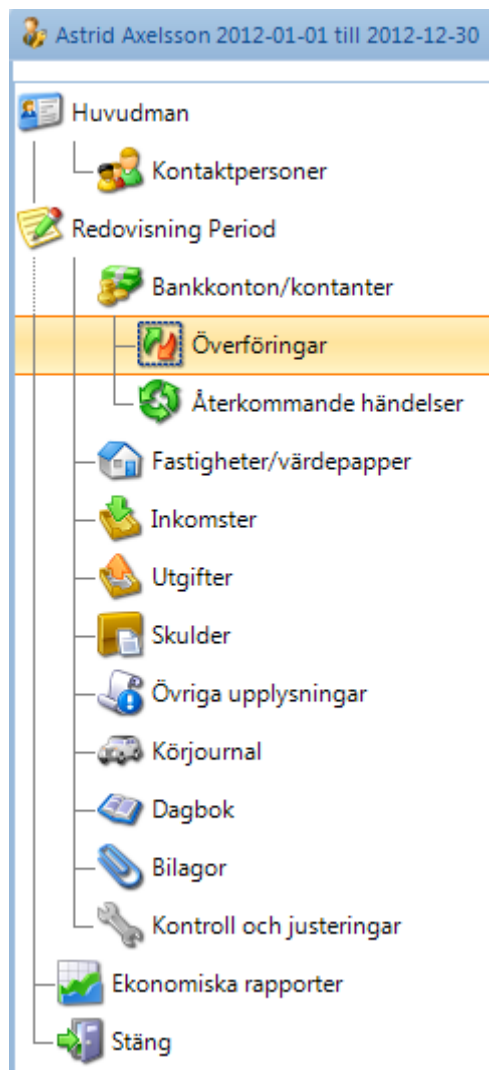 Astrid Axelsson 2012-01-01 till 2012-12-30
Huvudman
Kontaktpersoner
Redovisning Period
Bankkonton/kontanter
Överföringar
Återkommande händelser
Fastigheter/värdepapper
Inkomster
Utgifter
Skulder
Övriga upplysningar
Körjournal
Dagbok
Bilagor
Kontroll och justeringar
Ekonomiska rapporter
Stäng